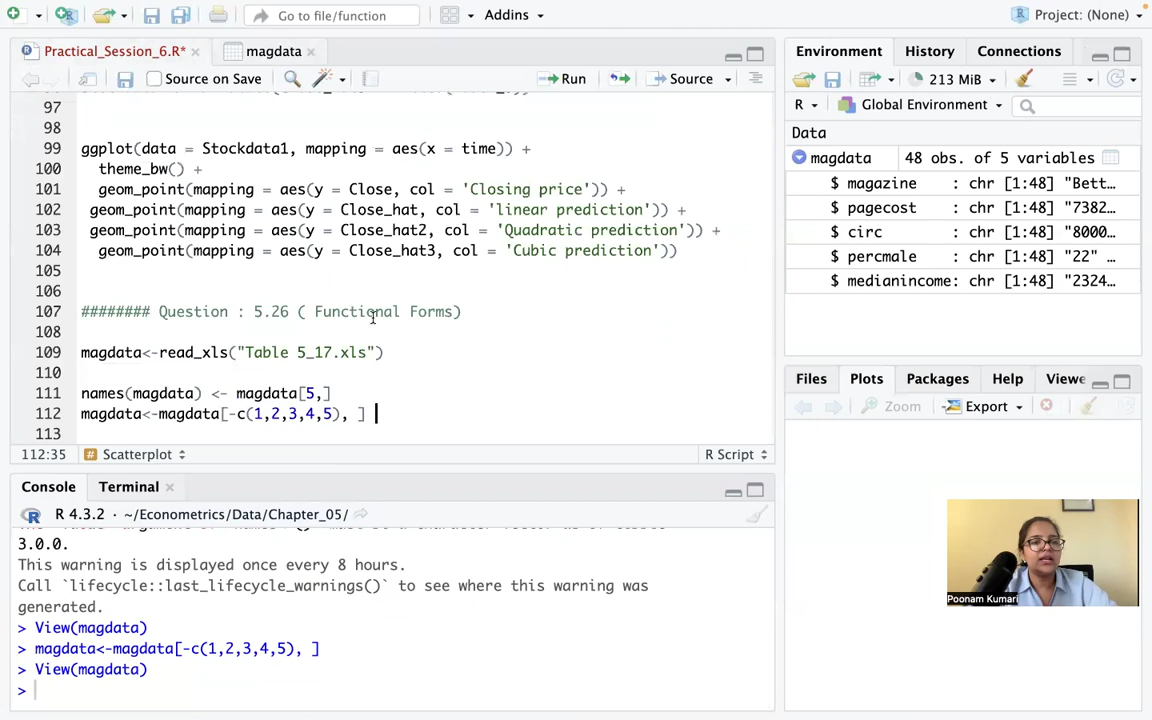 Go to file/function
Addins
Project: (None)
Practical_Session_6.R*
magdata
Source on Save
Run
Source
97
98
99 ggplot(data = Stockdata1, mapping = aes(x = time)) +
100 theme_bw() +
101 geom_point(mapping = aes(y = Close, col = 'Closing price')) +
102 geom_point(mapping = aes(y = Close_hat, col = 'linear prediction')) +
103 geom_point(mapping = aes(y = Close_hat2, col = 'Quadratic prediction')) +
104 geom_point(mapping = aes(y = Close_hat3, col = 'Cubic prediction'))
105
106
107 ######## Question : 5.26 ( Functional Forms)
108
109 magdata<-read_xls("Table 5_17.xls")
110
111 names(magdata) <- magdata[5,]
112 magdata<-magdata[-c(1,2,3,4,5), ]
113
112:35
Scatterplot
R Script
Console
Terminal
R 4.3.2 · ~/Econometrics/Data/Chapter_05/
3.0.0.
This warning is displayed once every 8 hours.
Call `lifecycle::last_lifecycle_warnings()` to see where this warning was
generated.
> View(magdata)
> magdata<-magdata[-c(1,2,3,4,5), ]
> View(magdata)
>
Environment
History
Connections
213 MiB
R
Global Environment
Data
magdata 48 obs. of 5 variables
$ magazine : chr [1:48] "Bett…
$ pagecost : chr [1:48] "7382…
$ circ : chr [1:48] "8000…
$ percmale : chr [1:48] "22" …
$ medianincome: chr [1:48] "2324…
Files
Plots
Packages
Help
Viewe
Zoom
Export
Poonam Kumari